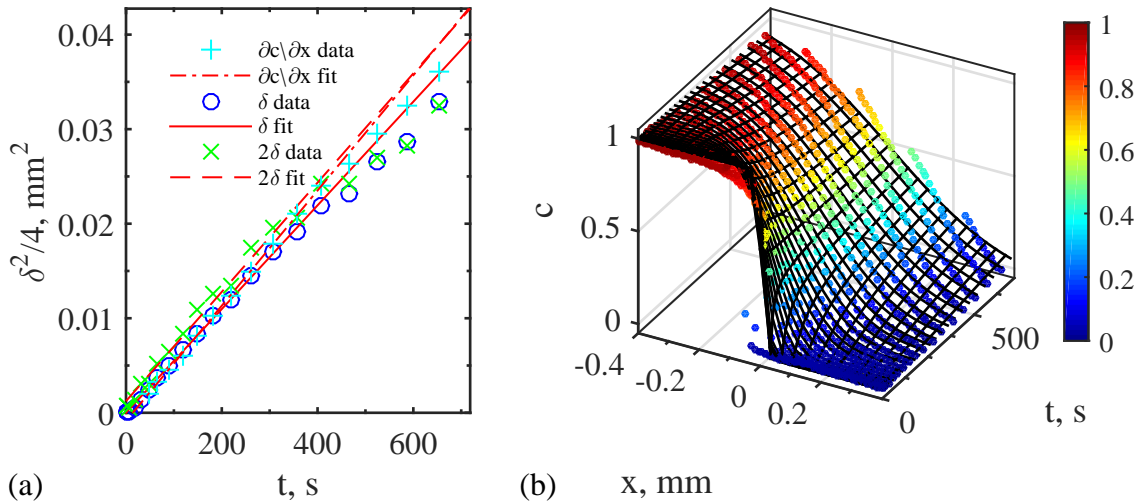 0.04
0.03
0.02
0.01
0
δ²/4, mm²
∂c\∂x data
∂c\∂x fit
δ data
δ fit
2δ data
2δ fit
0 200 400 600
t, s
(a)
1
0.5
0
c
-0.4
-0.2
0
0.2
x, mm
0
500
t, s
1
0.8
0.6
0.4
0.2
0
(b)